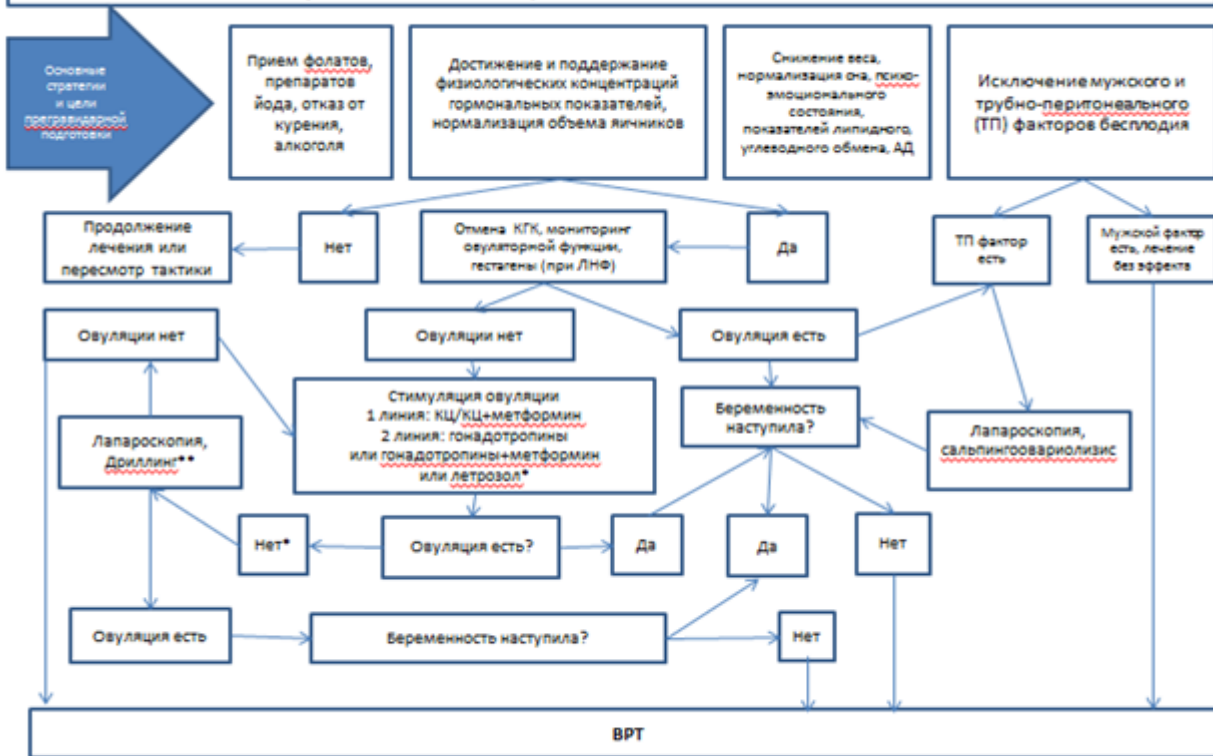 Основные
стратегии
и цели
прегравидарной
подготовки
Прием фолатов,
препаратов
йода, отказ от
курения,
алкоголя
Достижение и поддержание
физиологических концентраций
гормональных показателей,
нормализация объема яичников
Снижение веса,
нормализация сна, психо-
эмоционального
состояния,
показателей липидного,
углеводного обмена, АД
Исключение мужского и
трубно-перитонеального
(ТП) факторов бесплодия
Продолжение
лечения или
пересмотр тактики
Нет
Отмена КГК, мониторинг
овуляторной функции,
гестагены (при ЛНФ)
Да
ТП фактор
есть
Мужской фактор
есть, лечение
без эффекта
Овуляции нет
Овуляции нет
Овуляция есть
Лапароскопия,
Дриллинг**
Стимуляция овуляции
1 линия: КЦ/КЦ+метформин
2 линия: гонадотропины
или гонадотропины+метформин
или летрозол*
Беременность
наступила?
Лапароскопия,
сальпингоовариолизис
Нет*
Овуляция есть?
Да
Да
Нет
Овуляция есть
Беременность наступила?
Нет
ВРТ